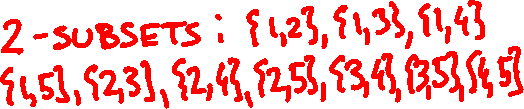 2-SUBSETS: {1,2}, {1,3}, {1,4}
{1,5}, {2,3}, {2,4}, {2,5}, {3,4}, {3,5}, {4,5}